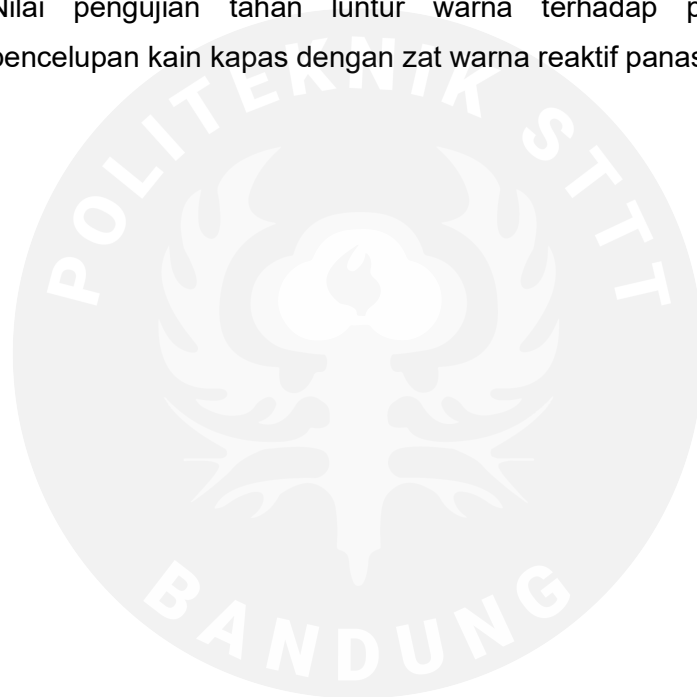 Nilai pengujian tahan luntur warna terhadap
pencelupan kain kapas dengan zat warna reaktif panas
POLITEKNIK STTT
BANDUNG